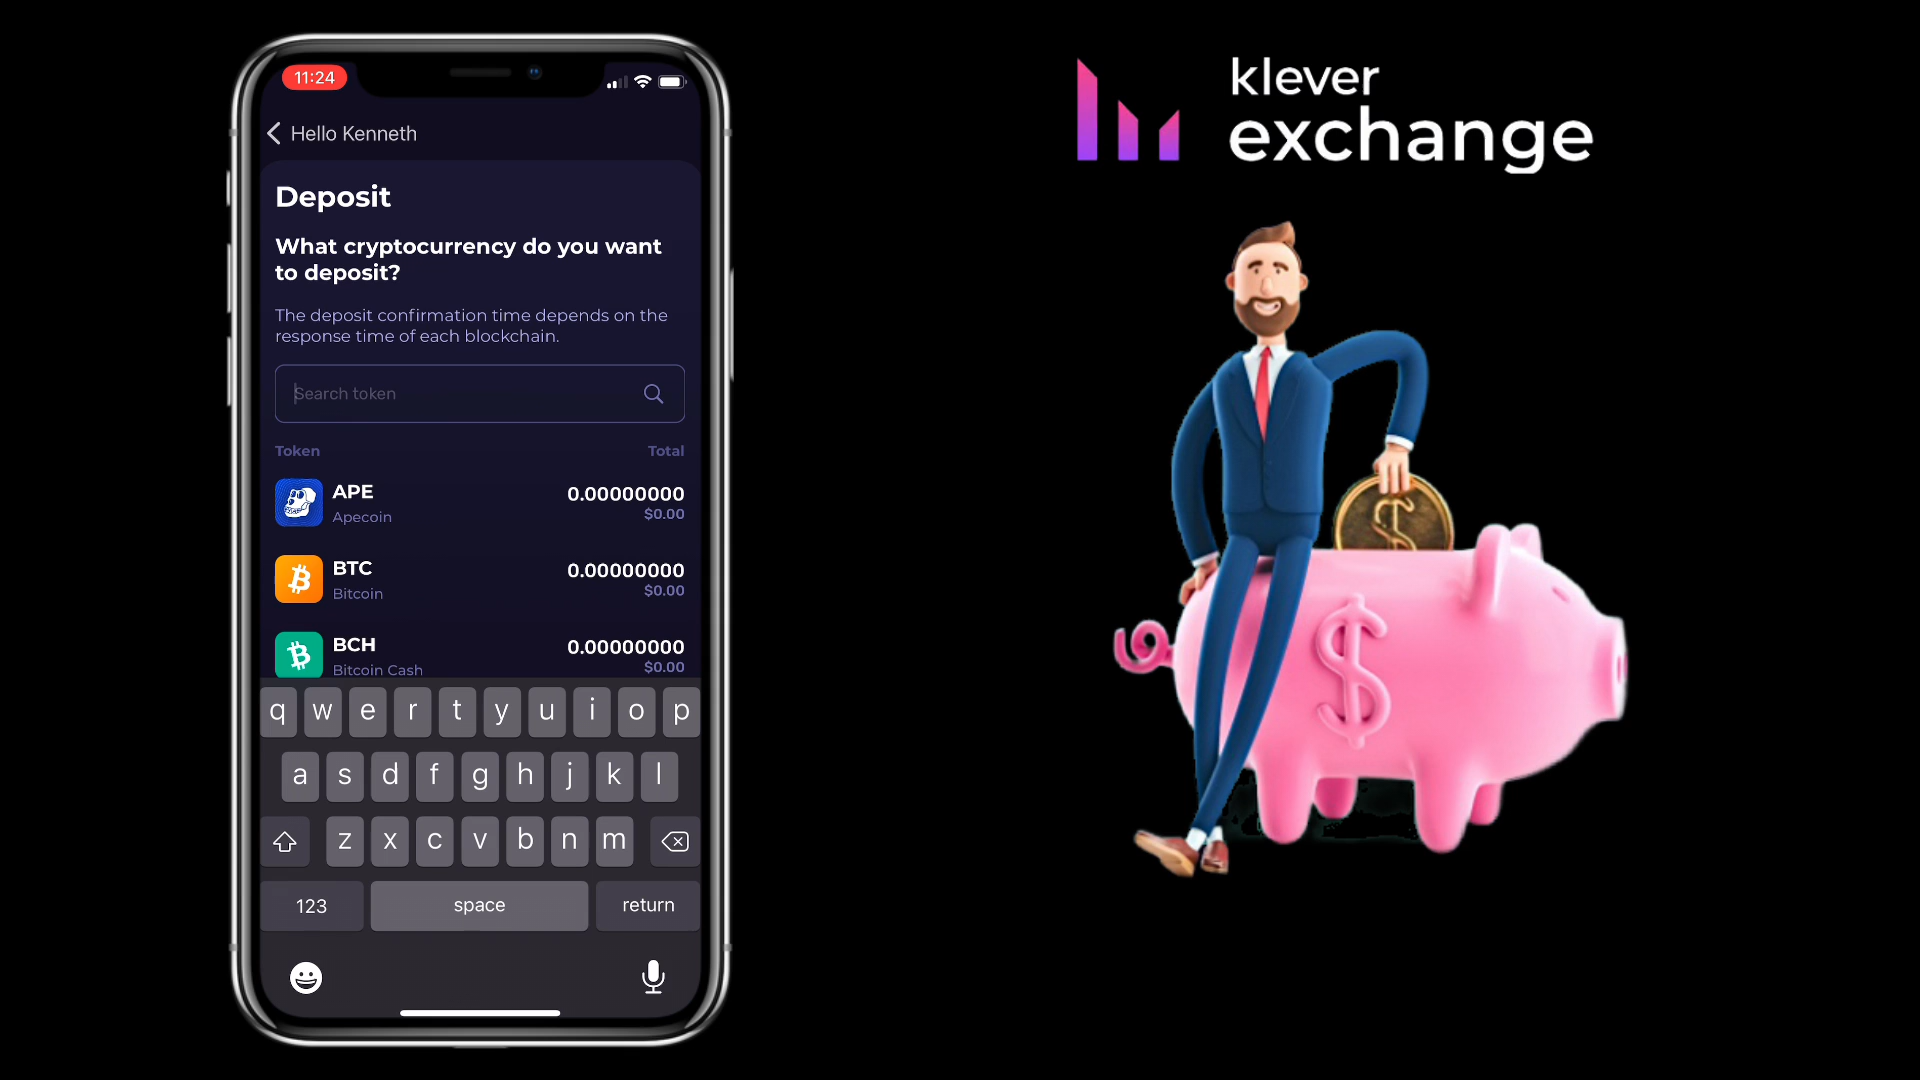 11:24
Hello Kenneth
Deposit
What cryptocurrency do you want
to deposit?
The deposit confirmation time depends on the
response time of each blockchain.
Search token
Token Total
APE 0.00000000
Apecoin $0.00
BTC 0.00000000
Bitcoin $0.00
BCH 0.00000000
Bitcoin Cash $0.00
q w e r t y u i o p
a s d f g h j k l
z x c v b n m
123 space return
klever
exchange
$
$